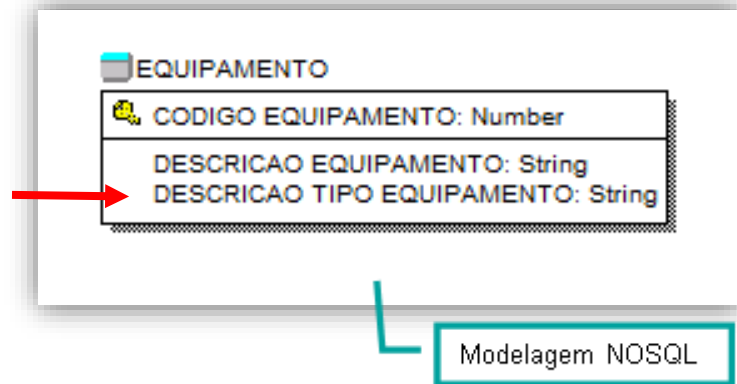 EQUIPAMENTO
CODIGO EQUIPAMENTO: Number
DESCRICAO EQUIPAMENTO: String
DESCRICAO TIPO EQUIPAMENTO: String
Modelagem NOSQL